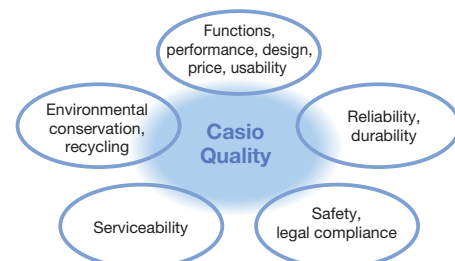 Functions,
performance, design,
price, usability
Environmental
conservation,
recycling
Casio
Quality
Reliability,
durability
Serviceability
Safety,
legal compliance